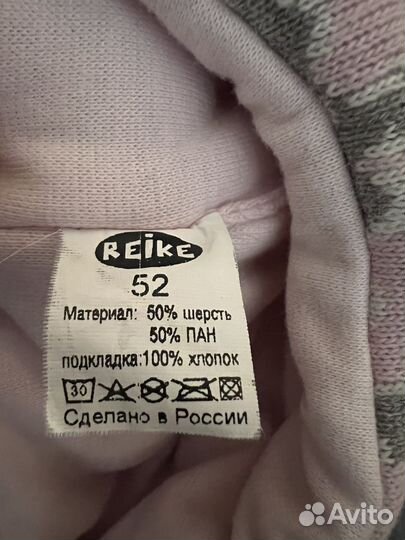 REIKE
52
Материал: 50% шерсть
50% ПАН
подкладка:100% хлопок
30
Сделано в России
Avito